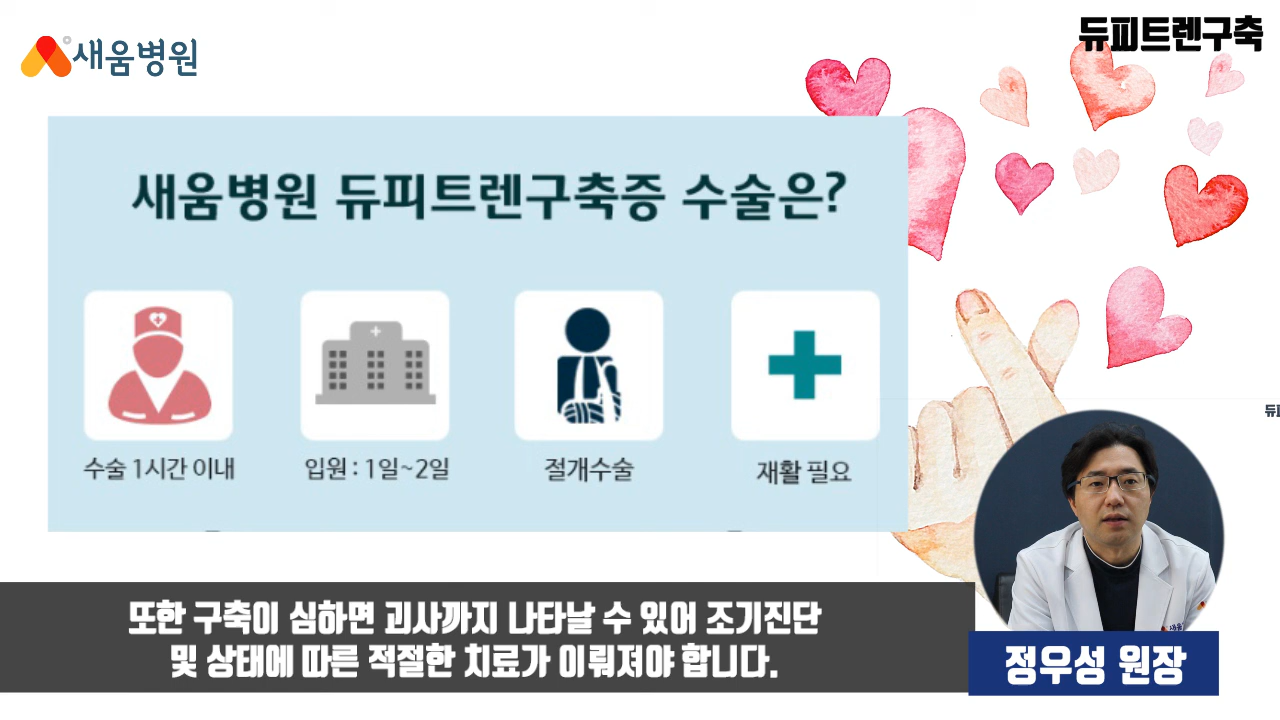 새움병원
듀피트렌구축
새움병원 듀피트렌구축증 수술은?
수술 1시간 이내
입원 : 1일~2일
절개수술
재활 필요
듀피
또한 구축이 심하면 괴사까지 나타날 수 있어 조기진단
및 상태에 따른 적절한 치료가 이뤄져야 합니다.
정우성 원장